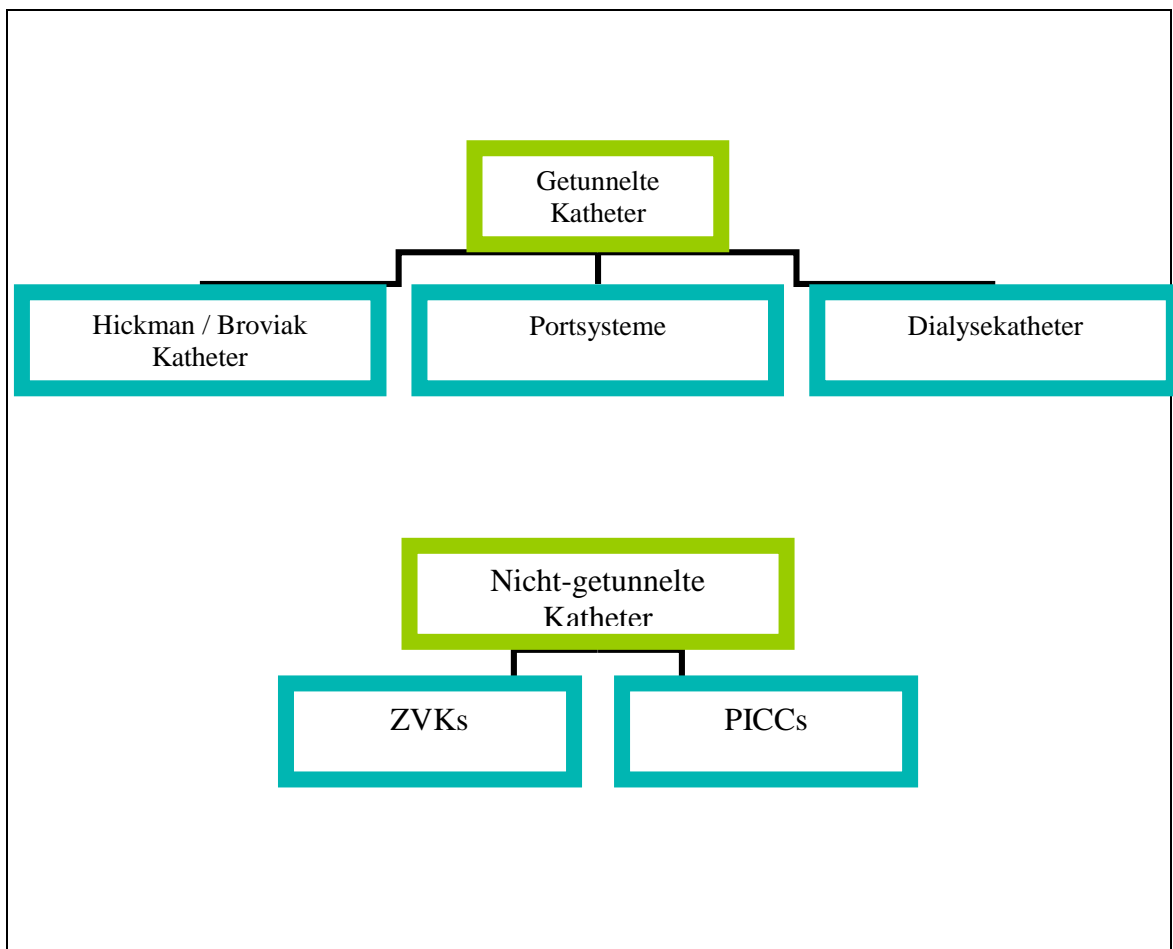 Getunnelte
Katheter
Hickman / Broviak
Katheter
Portsysteme
Dialysekatheter
Nicht-getunnelte
Katheter
ZVKs
PICCs